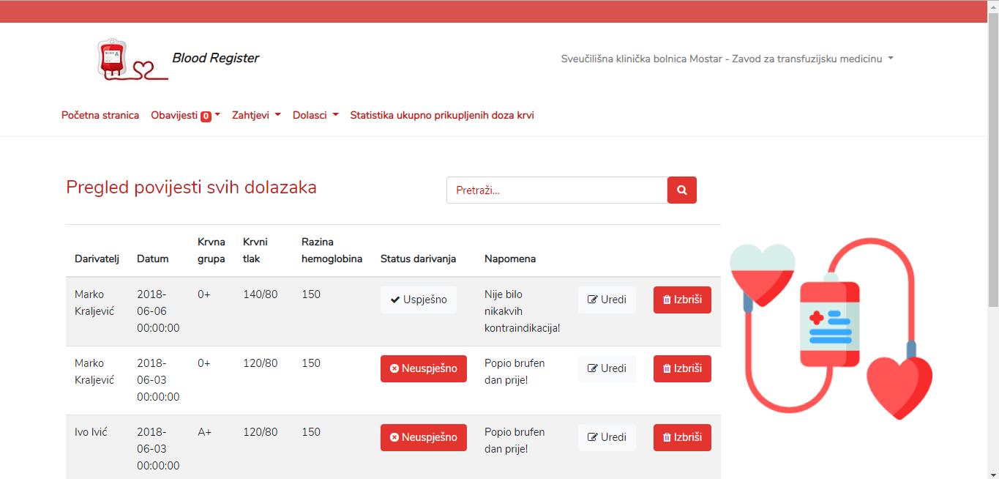 Blood Register
Sveučilišna klinička bolnica Mostar - Zavod za transfuzijsku medicinu
Početna stranica Obavijesti 0 Zahtjevi Dolasci Statistika ukupno prikupljenih doza krvi
Pregled povijesti svih dolazaka
Pretraži...
Darivatelj Datum Krvna grupa Krvni tlak Razina hemoglobina Status darivanja Napomena
Marko 2018- 0+ 140/80 150 Uspješno Nije bilo Uredi Izbriši
Kraljević 06-06 nikakvih
00:00:00 kontraindikacija!
Marko 2018- 0+ 120/80 150 Neuspješno Popio brufen Uredi Izbriši
Kraljević 06-03 dan prije!
00:00:00
Ivo Ivić 2018- A+ 120/80 150 Neuspješno Popio brufen Uredi Izbriši
06-03 dan prije!
00:00:00